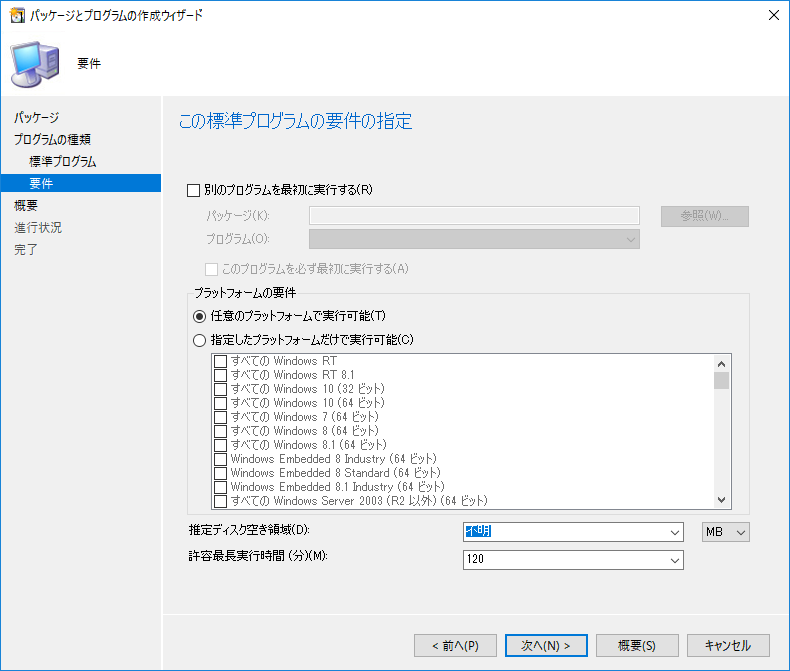 パッケージとプログラムの作成ウィザード
要件
パッケージ
プログラムの種類
標準プログラム
要件
概要
進行状況
完了
この標準プログラムの要件の指定
別のプログラムを最初に実行する(R)
パッケージ(K):
参照(W)...
プログラム(O):
このプログラムを必ず最初に実行する(A)
プラットフォームの要件
任意のプラットフォームで実行可能(T)
指定したプラットフォームだけで実行可能(C)
すべての Windows RT
すべての Windows RT 8.1
すべての Windows 10 (32 ビット)
すべての Windows 10 (64 ビット)
すべての Windows 7 (64 ビット)
すべての Windows 8 (64 ビット)
すべての Windows 8.1 (64 ビット)
Windows Embedded 8 Industry (64 ビット)
Windows Embedded 8 Standard (64 ビット)
Windows Embedded 8.1 Industry (64 ビット)
すべての Windows Server 2003 (R2 以外) (64 ビット)
推定ディスク空き領域(D):
不明
MB
許容最長実行時間 (分)(M):
120
< 前へ(P)
次へ(N) >
概要(S)
キャンセル